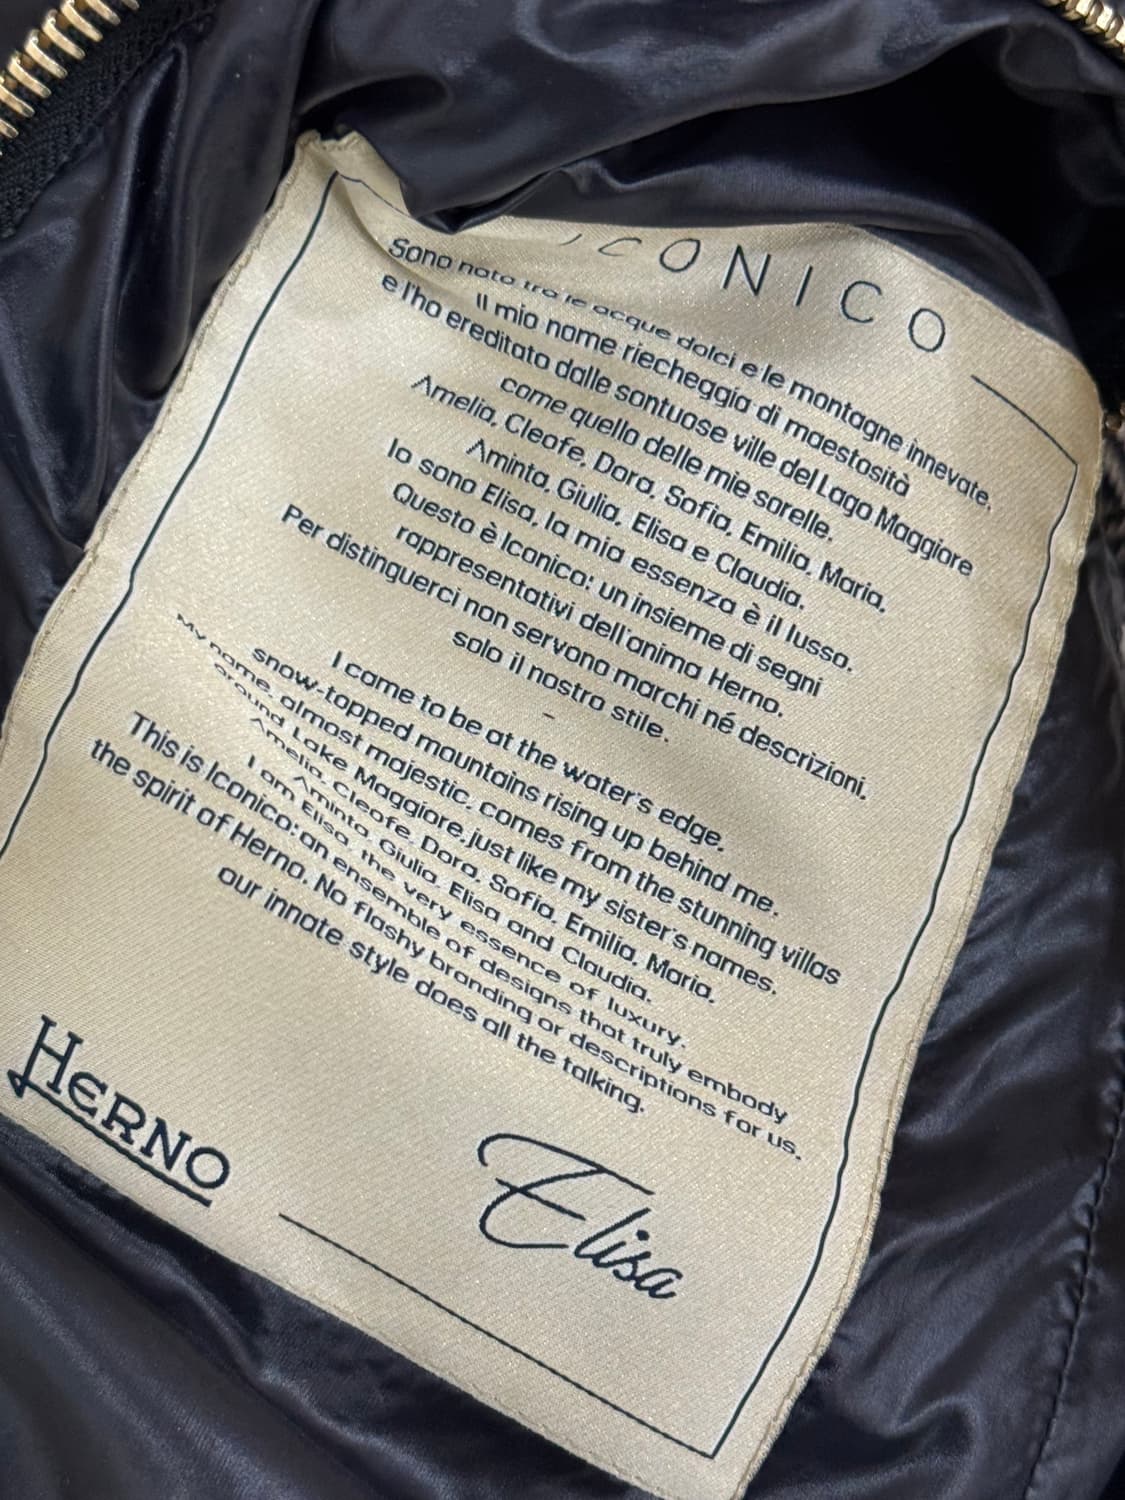 ICONICO
Sono nata tra le acque dolci e le montagne innevate.
Il mio nome riecheggia di maestosità
e l'ho ereditato dalle santuose ville del Lago Maggiore
come quello delle mie sorelle.
Amelia, Cleofe, Dora, Sofia, Emilia, Maria,
Aminta, Giulia, Elisa e Claudia.
Io sono Elisa, la mia essenza è il lusso.
Questo è Iconico: un insieme di segni
rappresentativi dell'anima Herno.
Per distinguerci non servono marchi né descrizioni.
solo il nostro stile.
-
I came to be at the water's edge.
snow-topped mountains rising up behind me.
My name, almost majestic, comes from the stunning villas
around Lake Maggiore, just like my sister's names.
Amelia, Cleofe, Dora, Sofia, Emilia, Maria,
Aminta, Giulia, Elisa and Claudia.
I am Elisa, the very essence of luxury.
This is Iconico: an ensemble of designs that truly embody
the spirit of Herno. No flashy branding or descriptions for us.
our innate style does all the talking.
HERNO
Elisa